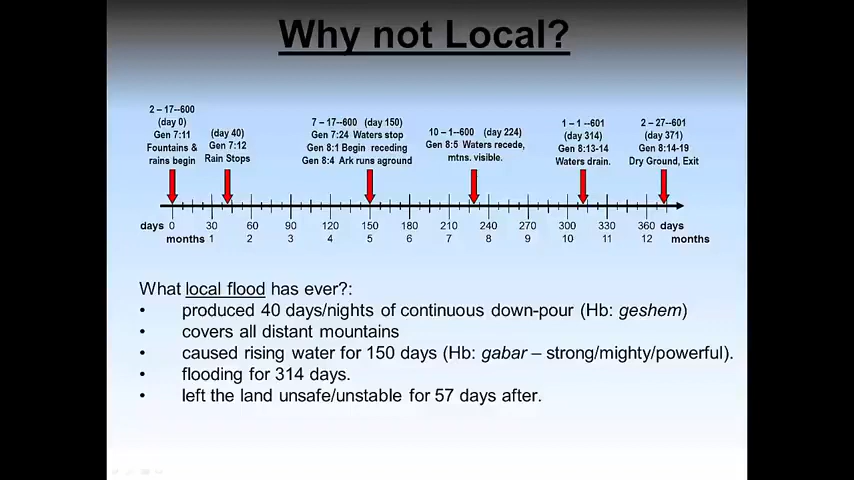 Why not Local?
2 – 17--600
(day 0)
Gen 7:11
Fountains &
rains begin
(day 40)
Gen 7:12
Rain Stops
7 – 17--600 (day 150)
Gen 7:24 Waters stop
Gen 8:1 Begin receding
Gen 8:4 Ark runs aground
10 – 1--600 (day 224)
Gen 8:5 Waters recede,
mtns. visible.
1 – 1 --601
(day 314)
Gen 8:13-14
Waters drain.
2 – 27--601
(day 371)
Gen 8:14-19
Dry Ground, Exit
days 0 30 60 90 120 150 180 210 240 270 300 330 360 days
months 1 2 3 4 5 6 7 8 9 10 11 12 months
What local flood has ever?:
• produced 40 days/nights of continuous down-pour (Hb: geshem)
• covers all distant mountains
• caused rising water for 150 days (Hb: gabar – strong/mighty/powerful).
• flooding for 314 days.
• left the land unsafe/unstable for 57 days after.